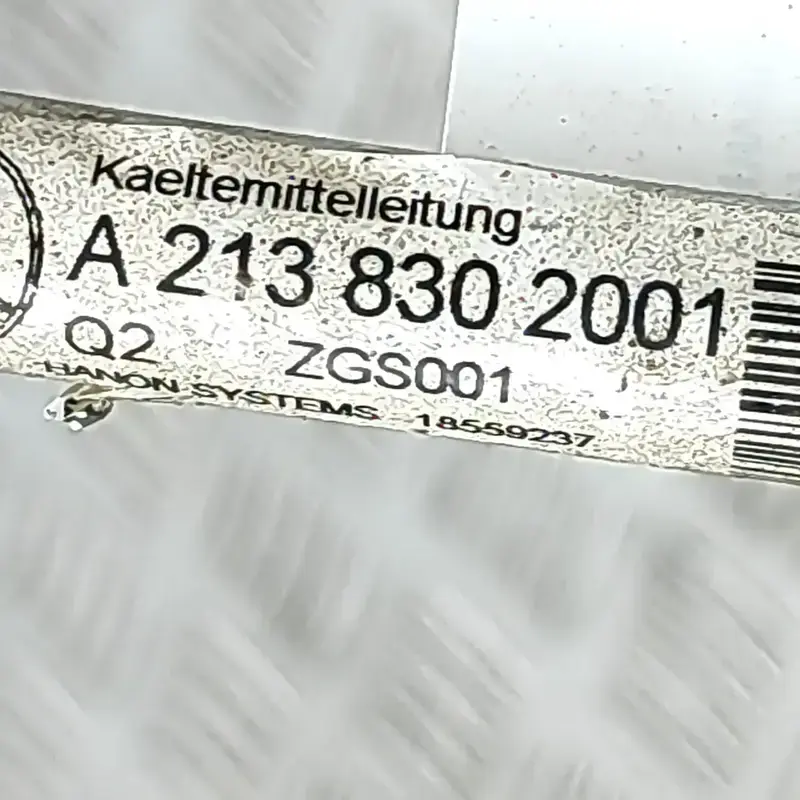 Kaeltemittelleitung
A 213 830 2001
Q2 ZGS001
HANON SYSTEMS 18559237